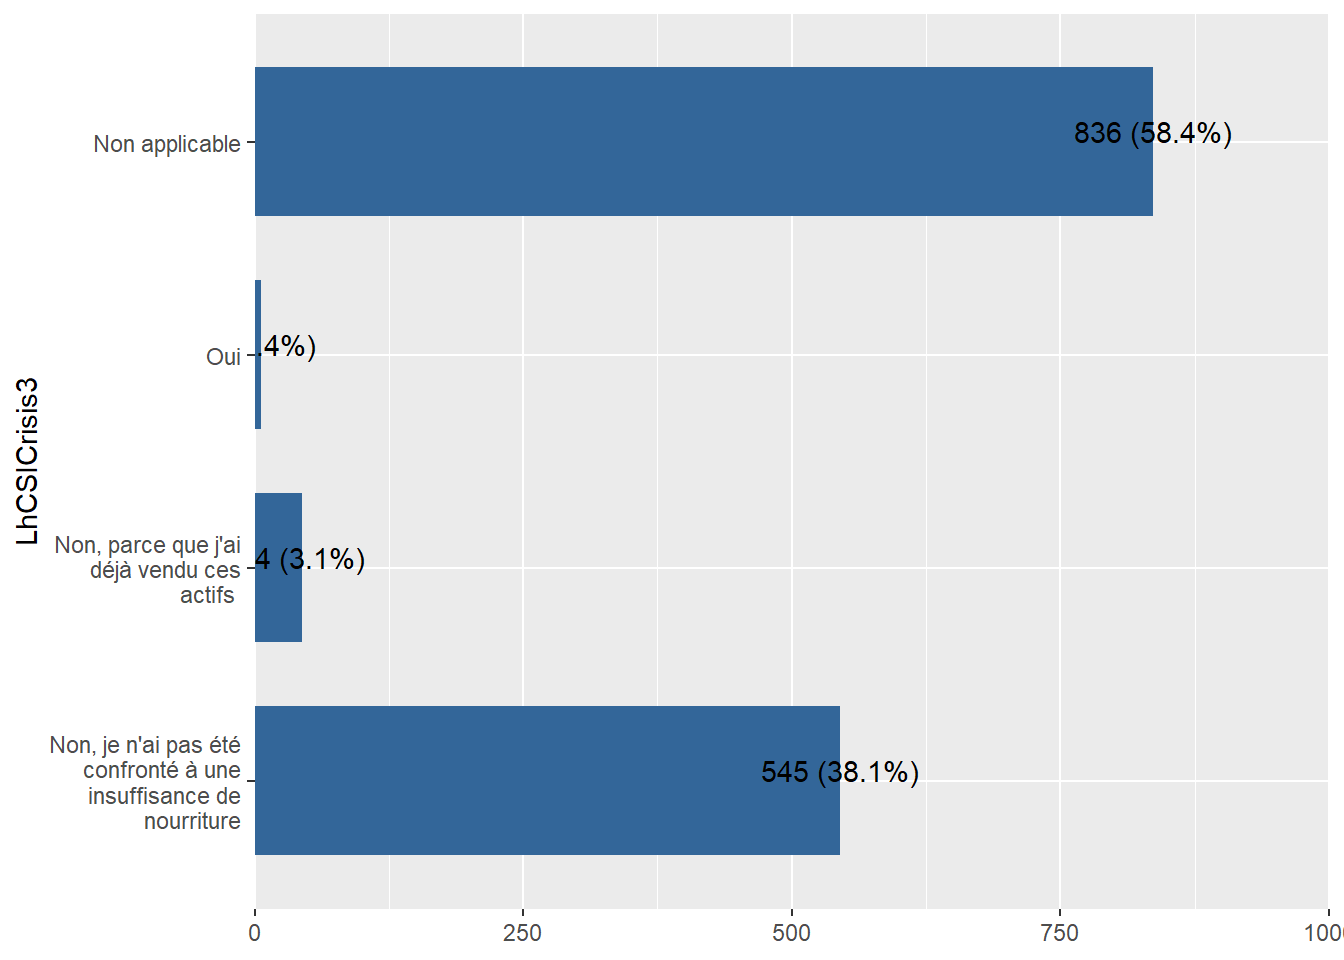 LhCSICrisis3
Non applicable
836 (58.4%)
Oui
.4%)
Non, parce que j'ai
déjà vendu ces
actifs
4 (3.1%)
Non, je n'ai pas été
confronté à une
insuffisance de
nourriture
545 (38.1%)
0
250
500
750
100